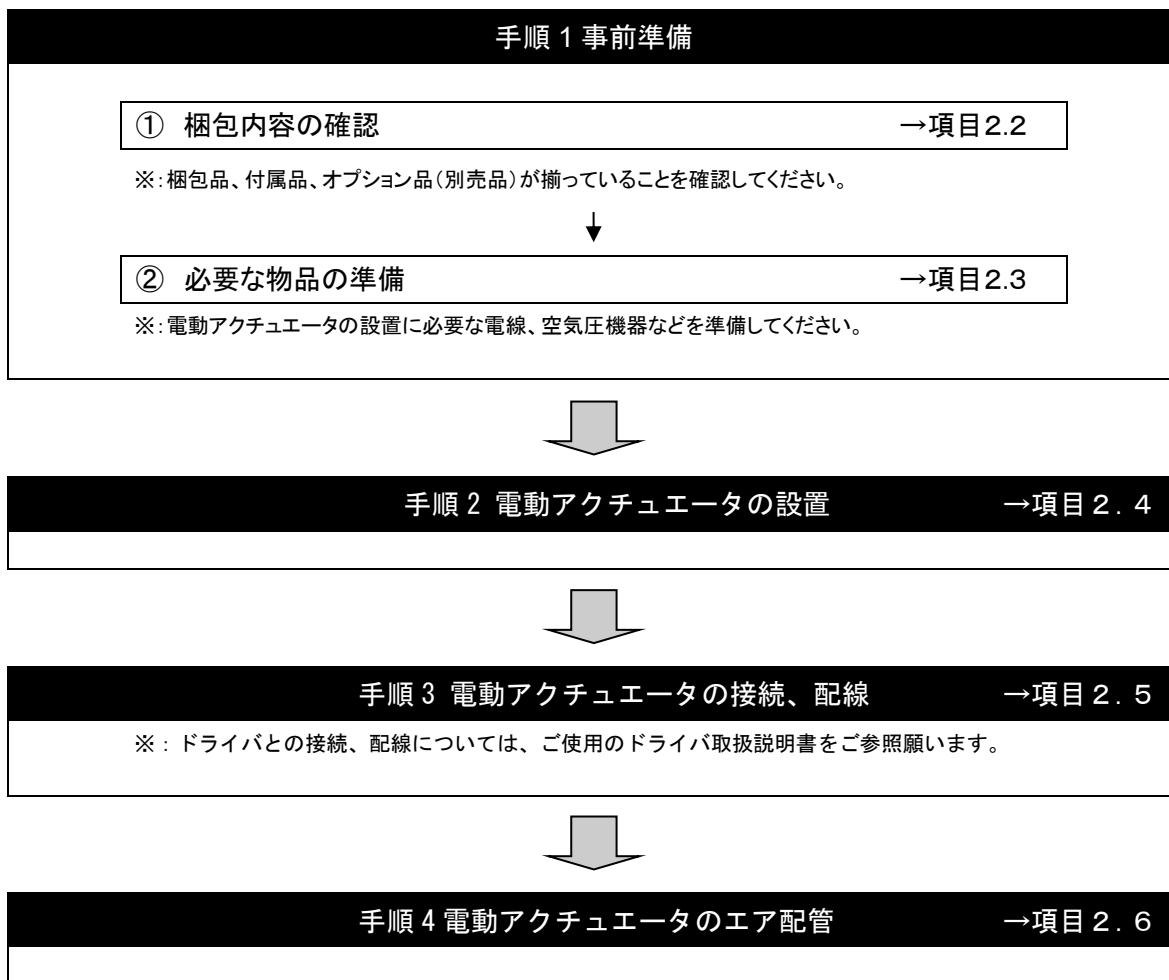 手順 1 事前準備
① 梱包内容の確認 →項目2.2
※：梱包品、付属品、オプション品（別売品）が揃っていることを確認してください。
② 必要な物品の準備 →項目2.3
※：電動アクチュエータの設置に必要な電線、空気圧機器などを準備してください。
手順 2 電動アクチュエータの設置 →項目２．４
手順 3 電動アクチュエータの接続、配線 →項目２．５
※：ドライバとの接続、配線については、ご使用のドライバ取扱説明書をご参照願います。
手順 4 電動アクチュエータのエア配管 →項目２．６